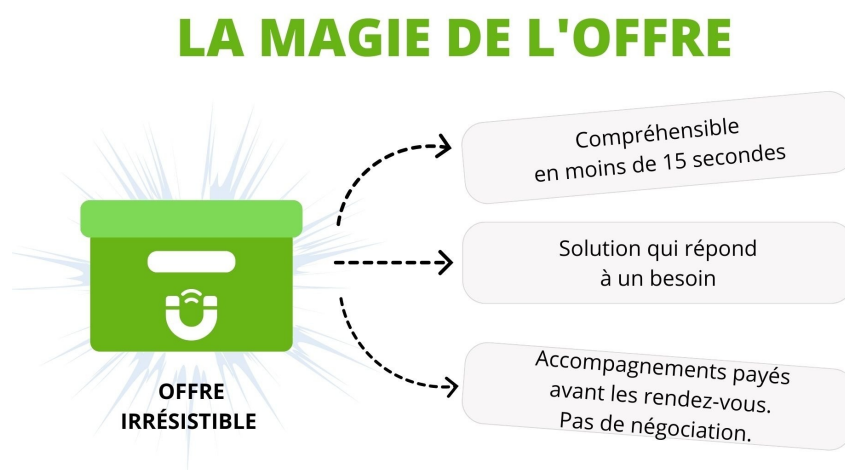 LA MAGIE DE L'OFFRE
Compréhensible
en moins de 15 secondes
Solution qui répond
à un besoin
Accompagnements payés
avant les rendez-vous.
Pas de négociation.
OFFRE
IRRÉSISTIBLE